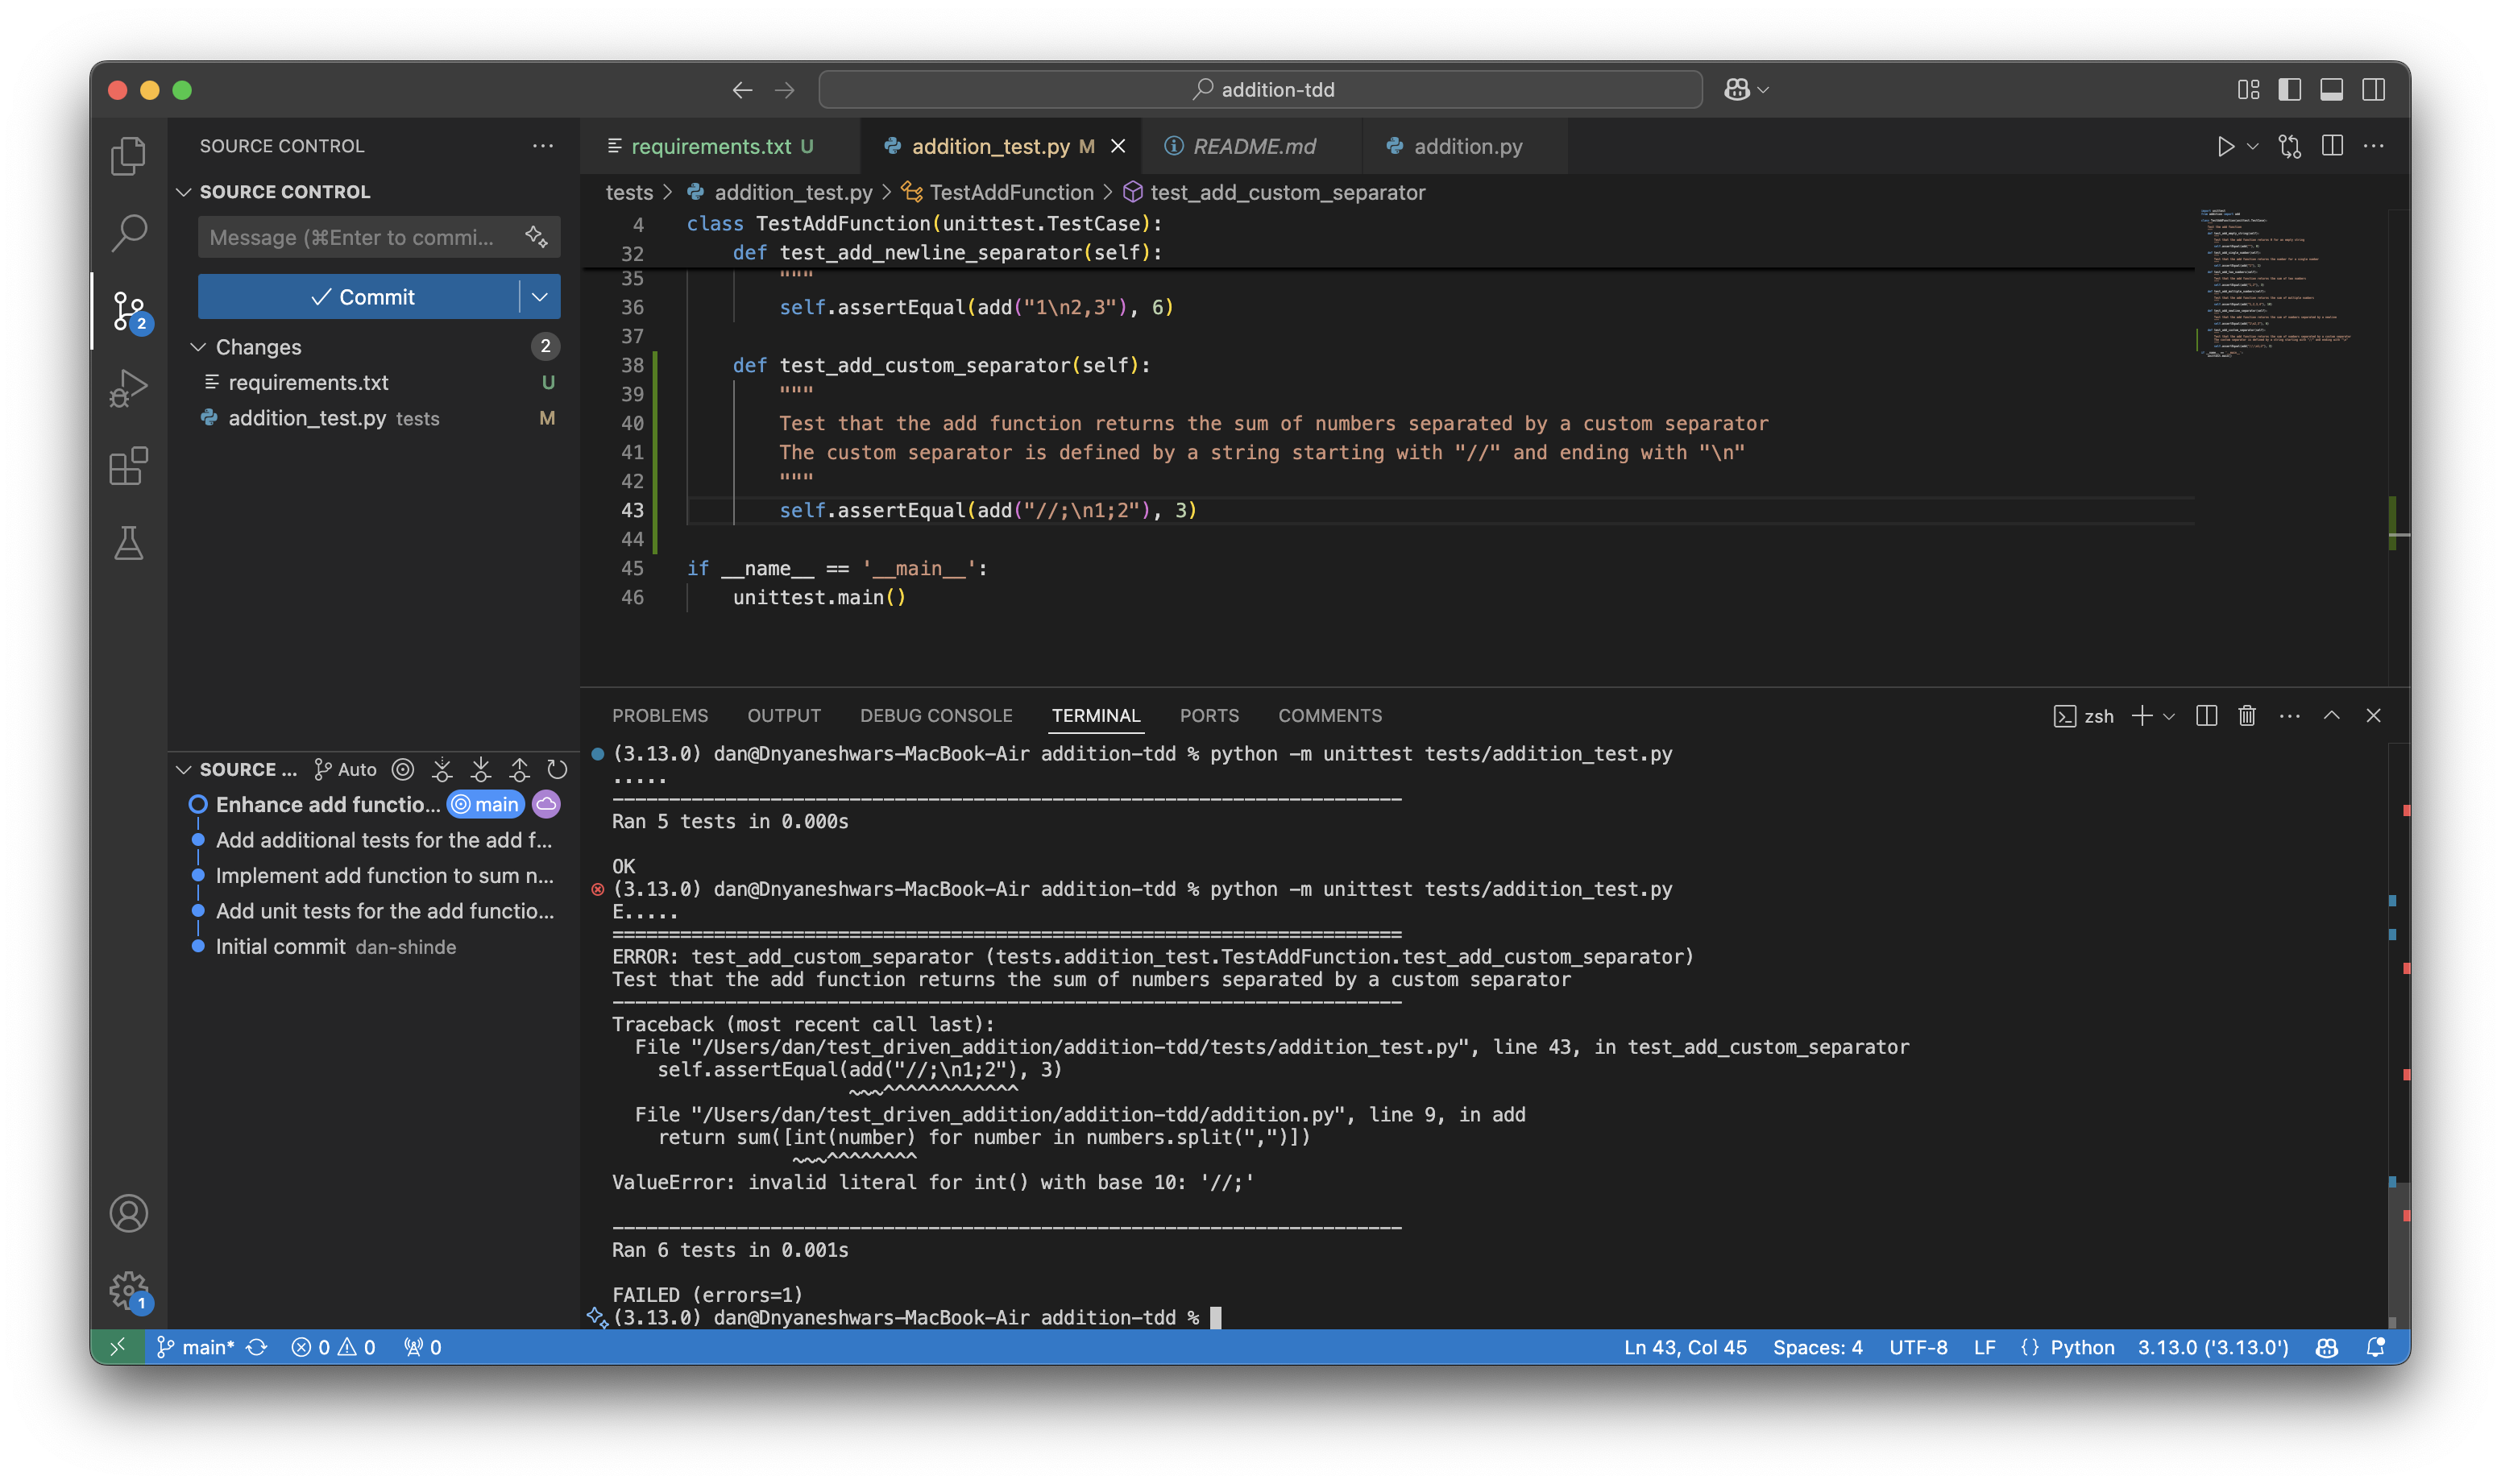 addition-tdd
SOURCE CONTROL
SOURCE CONTROL
Message (⌘Enter to commi...
Commit
Changes 2
requirements.txt U
addition_test.py tests M
2
SOURCE ... Auto
Enhance add functio... main
Add additional tests for the add f...
Implement add function to sum n...
Add unit tests for the add functio...
Initial commit dan-shinde
1
requirements.txt U addition_test.py M README.md addition.py
tests > addition_test.py > TestAddFunction > test_add_custom_separator
4 class TestAddFunction(unittest.TestCase):
32 def test_add_newline_separator(self):
35 """
36 self.assertEqual(add("1\n2,3"), 6)
37
38 def test_add_custom_separator(self):
39 """
40 Test that the add function returns the sum of numbers separated by a custom separator
41 The custom separator is defined by a string starting with "//" and ending with "\n"
42 """
43 self.assertEqual(add("//;\n1;2"), 3)
44
45 if __name__ == '__main__':
46 unittest.main()
PROBLEMS OUTPUT DEBUG CONSOLE TERMINAL PORTS COMMENTS zsh
(3.13.0) dan@Dnyaneshwars-MacBook-Air addition-tdd % python -m unittest tests/addition_test.py
.....
----------------------------------------------------------------------
Ran 5 tests in 0.000s
OK
(3.13.0) dan@Dnyaneshwars-MacBook-Air addition-tdd % python -m unittest tests/addition_test.py
E.....
======================================================================
ERROR: test_add_custom_separator (tests.addition_test.TestAddFunction.test_add_custom_separator)
Test that the add function returns the sum of numbers separated by a custom separator
----------------------------------------------------------------------
Traceback (most recent call last):
File "/Users/dan/test_driven_addition/addition-tdd/tests/addition_test.py", line 43, in test_add_custom_separator
self.assertEqual(add("//;\n1;2"), 3)
~~~^^^^^^^^^^^^
File "/Users/dan/test_driven_addition/addition-tdd/addition.py", line 9, in add
return sum([int(number) for number in numbers.split(",")])
~~~^^^^^^^^
ValueError: invalid literal for int() with base 10: '//;'
----------------------------------------------------------------------
Ran 6 tests in 0.001s
FAILED (errors=1)
(3.13.0) dan@Dnyaneshwars-MacBook-Air addition-tdd %
main* 0 0 0 Ln 43, Col 45 Spaces: 4 UTF-8 LF {} Python 3.13.0 ('3.13.0')